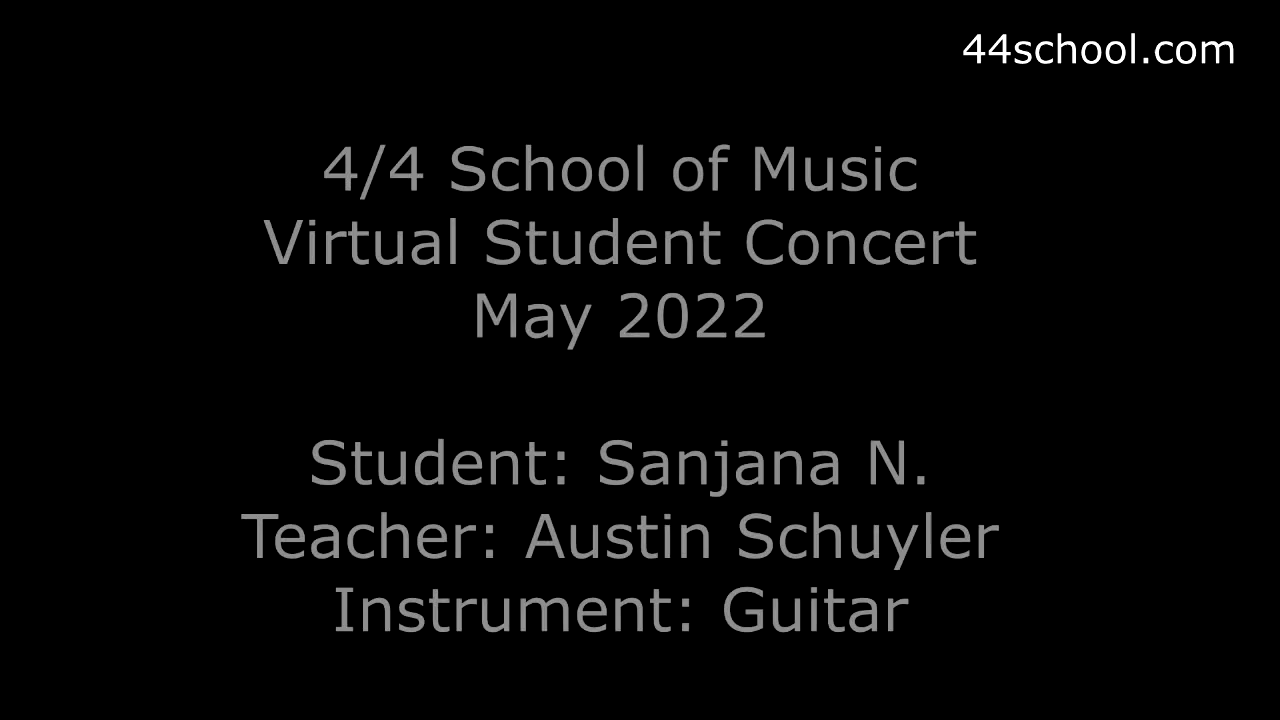 44school.com
4/4 School of Music
Virtual Student Concert
May 2022
Student: Sanjana N.
Teacher: Austin Schuyler
Instrument: Guitar